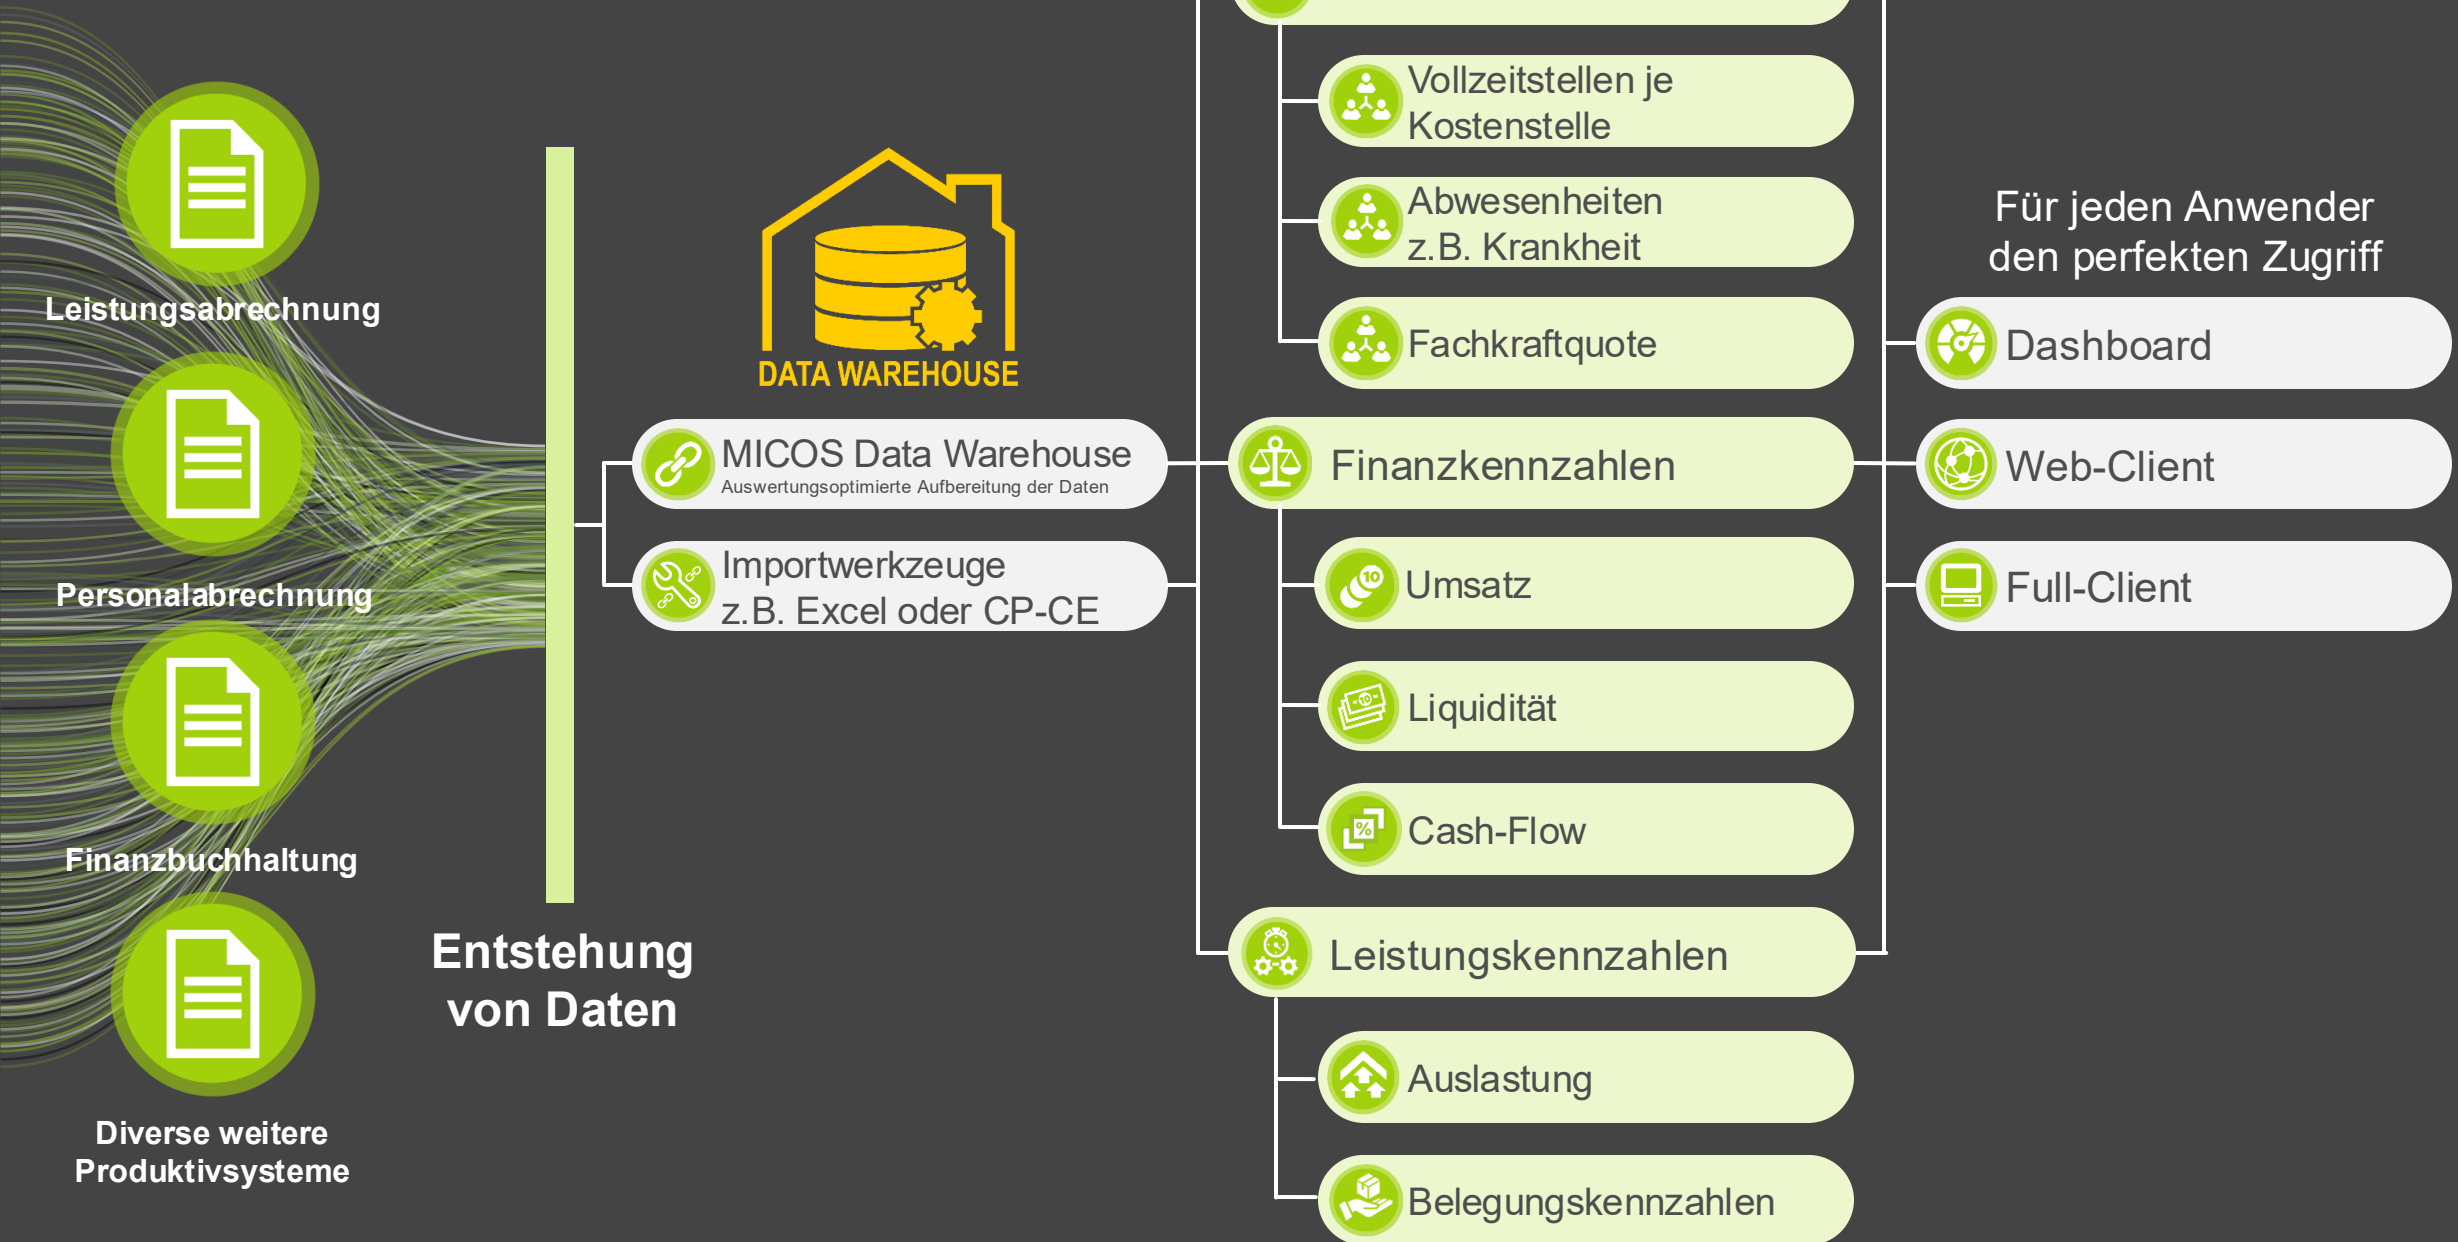 Leistungsabrechnung
Personalabrechnung
Finanzbuchhaltung
Diverse weitere
Produktivsysteme
Entstehung
von Daten
DATA WAREHOUSE
MICOS Data Warehouse
Auswertungsoptimierte Aufbereitung der Daten
Importwerkzeuge
z.B. Excel oder CP-CE
Vollzeitstellen je
Kostenstelle
Abwesenheiten
z.B. Krankheit
Fachkraftquote
Finanzkennzahlen
10
Umsatz
10
Liquidität
%
Cash-Flow
Leistungskennzahlen
Auslastung
Belegungskennzahlen
Für jeden Anwender
den perfekten Zugriff
Dashboard
Web-Client
Full-Client